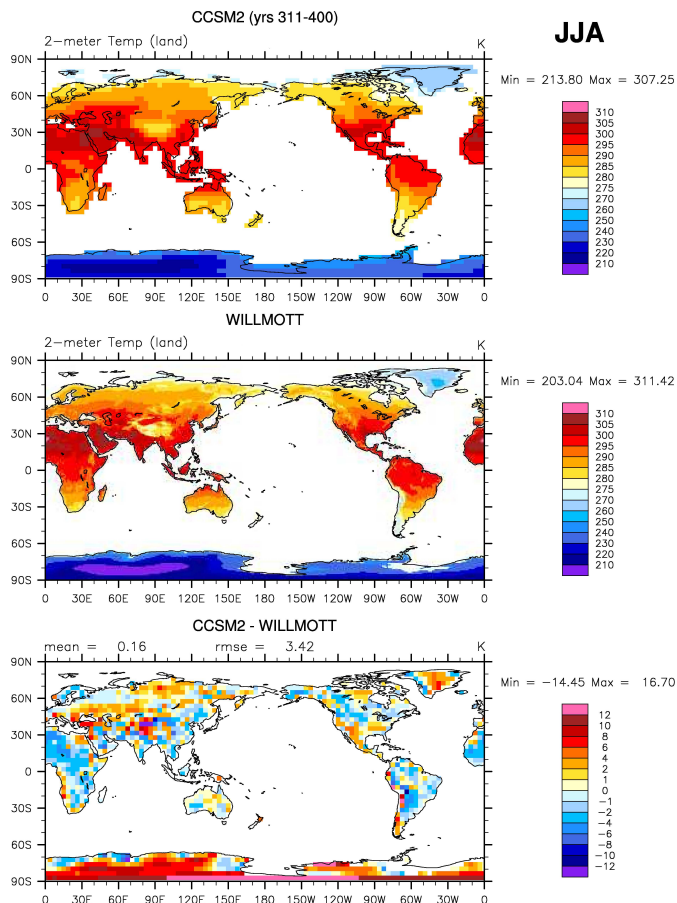 CCSM2 (yrs 311-400)
JJA
2-meter Temp (land) K
Min = 213.80 Max = 307.25
90N
60N
30N
0
30S
60S
90S
0 30E 60E 90E 120E 150E 180 150W 120W 90W 60W 30W 0
310
305
300
295
290
285
280
275
270
260
250
240
230
220
210
WILLMOTT
2-meter Temp (land) K
Min = 203.04 Max = 311.42
90N
60N
30N
0
30S
60S
90S
0 30E 60E 90E 120E 150E 180 150W 120W 90W 60W 30W 0
310
305
300
295
290
285
280
275
270
260
250
240
230
220
210
CCSM2 - WILLMOTT
mean = 0.16 rmse = 3.42 K
Min = -14.45 Max = 16.70
90N
60N
30N
0
30S
60S
90S
0 30E 60E 90E 120E 150E 180 150W 120W 90W 60W 30W 0
12
10
8
6
4
2
1
0
-1
-2
-4
-6
-8
-10
-12